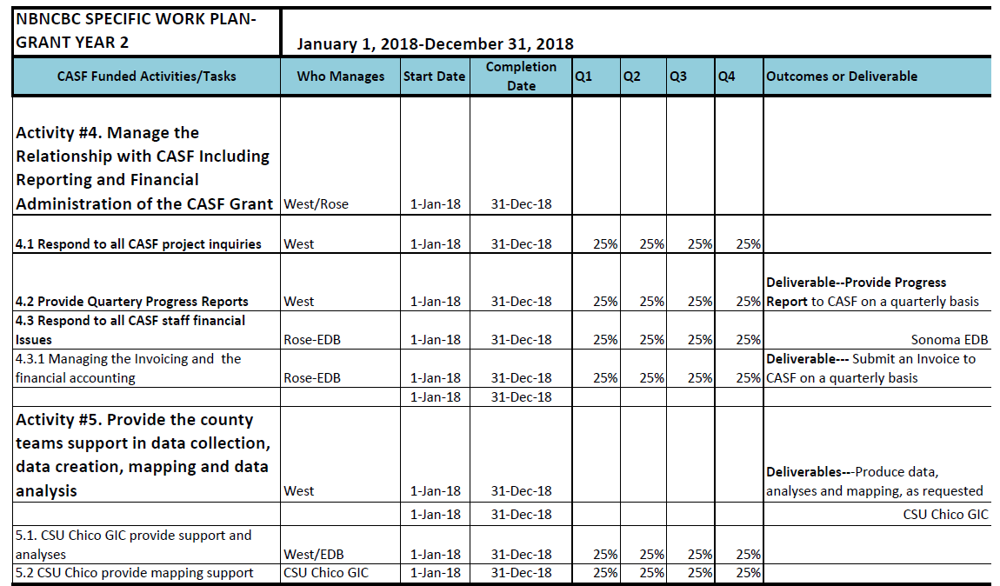 NBNCBC SPECIFIC WORK PLAN-
GRANT YEAR 2
January 1, 2018-December 31, 2018
CASF Funded Activities/Tasks Who Manages Start Date Completion Date Q1 Q2 Q3 Q4 Outcomes or Deliverable
Activity #4. Manage the
Relationship with CASF Including
Reporting and Financial
Administration of the CASF Grant West/Rose 1-Jan-18 31-Dec-18
4.1 Respond to all CASF project inquiries West 1-Jan-18 31-Dec-18 25% 25% 25% 25%
Deliverable--Provide Progress
4.2 Provide Quartery Progress Reports West 1-Jan-18 31-Dec-18 25% 25% 25% 25% Report to CASF on a quarterly basis
4.3 Respond to all CASF staff financial
Issues Rose-EDB 1-Jan-18 31-Dec-18 25% 25% 25% 25% Sonoma EDB
4.3.1 Managing the Invoicing and the Deliverable--- Submit an Invoice to
financial accounting Rose-EDB 1-Jan-18 31-Dec-18 25% 25% 25% 25% CASF on a quarterly basis
1-Jan-18 31-Dec-18
Activity #5. Provide the county
teams support in data collection,
data creation, mapping and data Deliverables---Produce data,
analysis West 1-Jan-18 31-Dec-18 analyses and mapping, as requested
1-Jan-18 31-Dec-18 CSU Chico GIC
5.1. CSU Chico GIC provide support and
analyses West/EDB 1-Jan-18 31-Dec-18 25% 25% 25% 25%
5.2 CSU Chico provide mapping support CSU Chico GIC 1-Jan-18 31-Dec-18 25% 25% 25% 25%